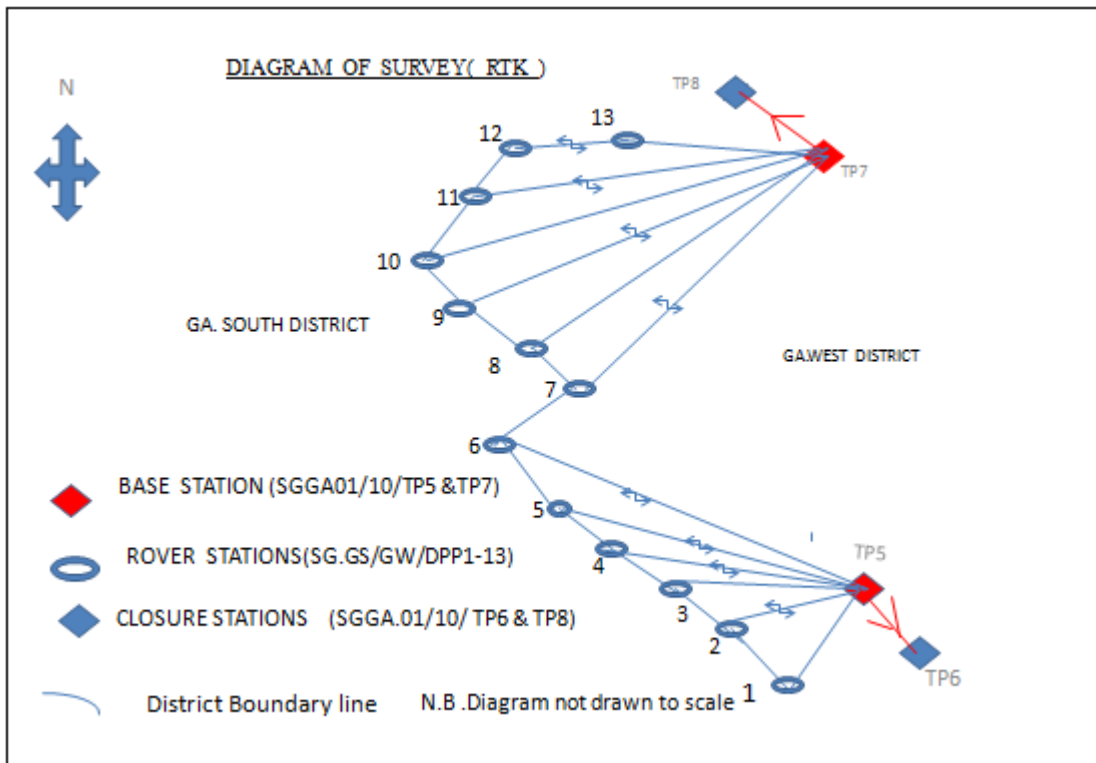 DIAGRAM OF SURVEY( RTK )
N
TP8
13
12
TP7
11
10
9
GA. SOUTH DISTRICT
8
GA.WEST DISTRICT
7
6
BASE STATION (SGGA01/10/TP5 &TP7)
5
ROVER STATIONS(SG.GS/GW/DPP1-13)
4
TP5
3
CLOSURE STATIONS (SGGA.01/10/ TP6 & TP8)
2
TP6
1
District Boundary line N.B .Diagram not drawn to scale